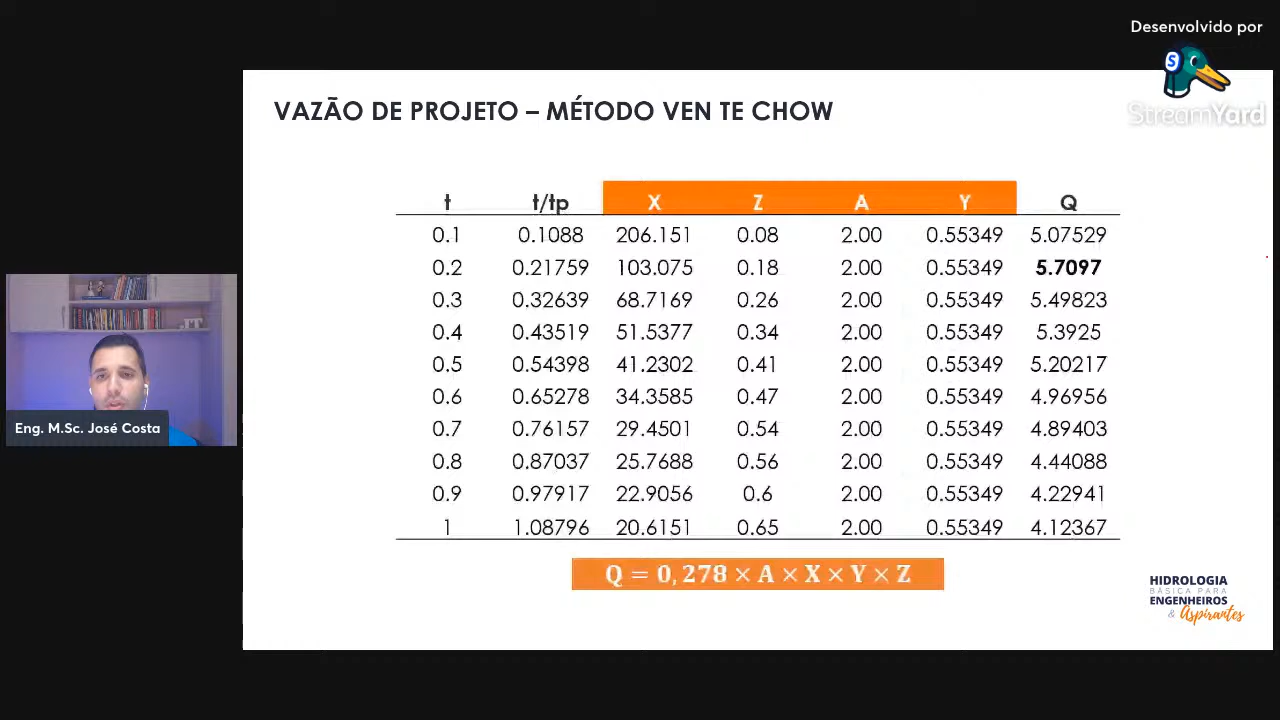 Desenvolvido por
StreamYard
VAZÃO DE PROJETO – MÉTODO VEN TE CHOW
t t/tp X Z A Y Q
0.1 0.1088 206.151 0.08 2.00 0.55349 5.07529
0.2 0.21759 103.075 0.18 2.00 0.55349 5.7097
0.3 0.32639 68.7169 0.26 2.00 0.55349 5.49823
0.4 0.43519 51.5377 0.34 2.00 0.55349 5.3925
0.5 0.54398 41.2302 0.41 2.00 0.55349 5.20217
0.6 0.65278 34.3585 0.47 2.00 0.55349 4.96956
0.7 0.76157 29.4501 0.54 2.00 0.55349 4.89403
0.8 0.87037 25.7688 0.56 2.00 0.55349 4.44088
0.9 0.97917 22.9056 0.6 2.00 0.55349 4.22941
1 1.08796 20.6151 0.65 2.00 0.55349 4.12367
Q = 0,278 × A × X × Y × Z
Eng. M.Sc. José Costa
HIDROLOGIA
BÁSICA PARA
ENGENHEIROS
& Aspirantes